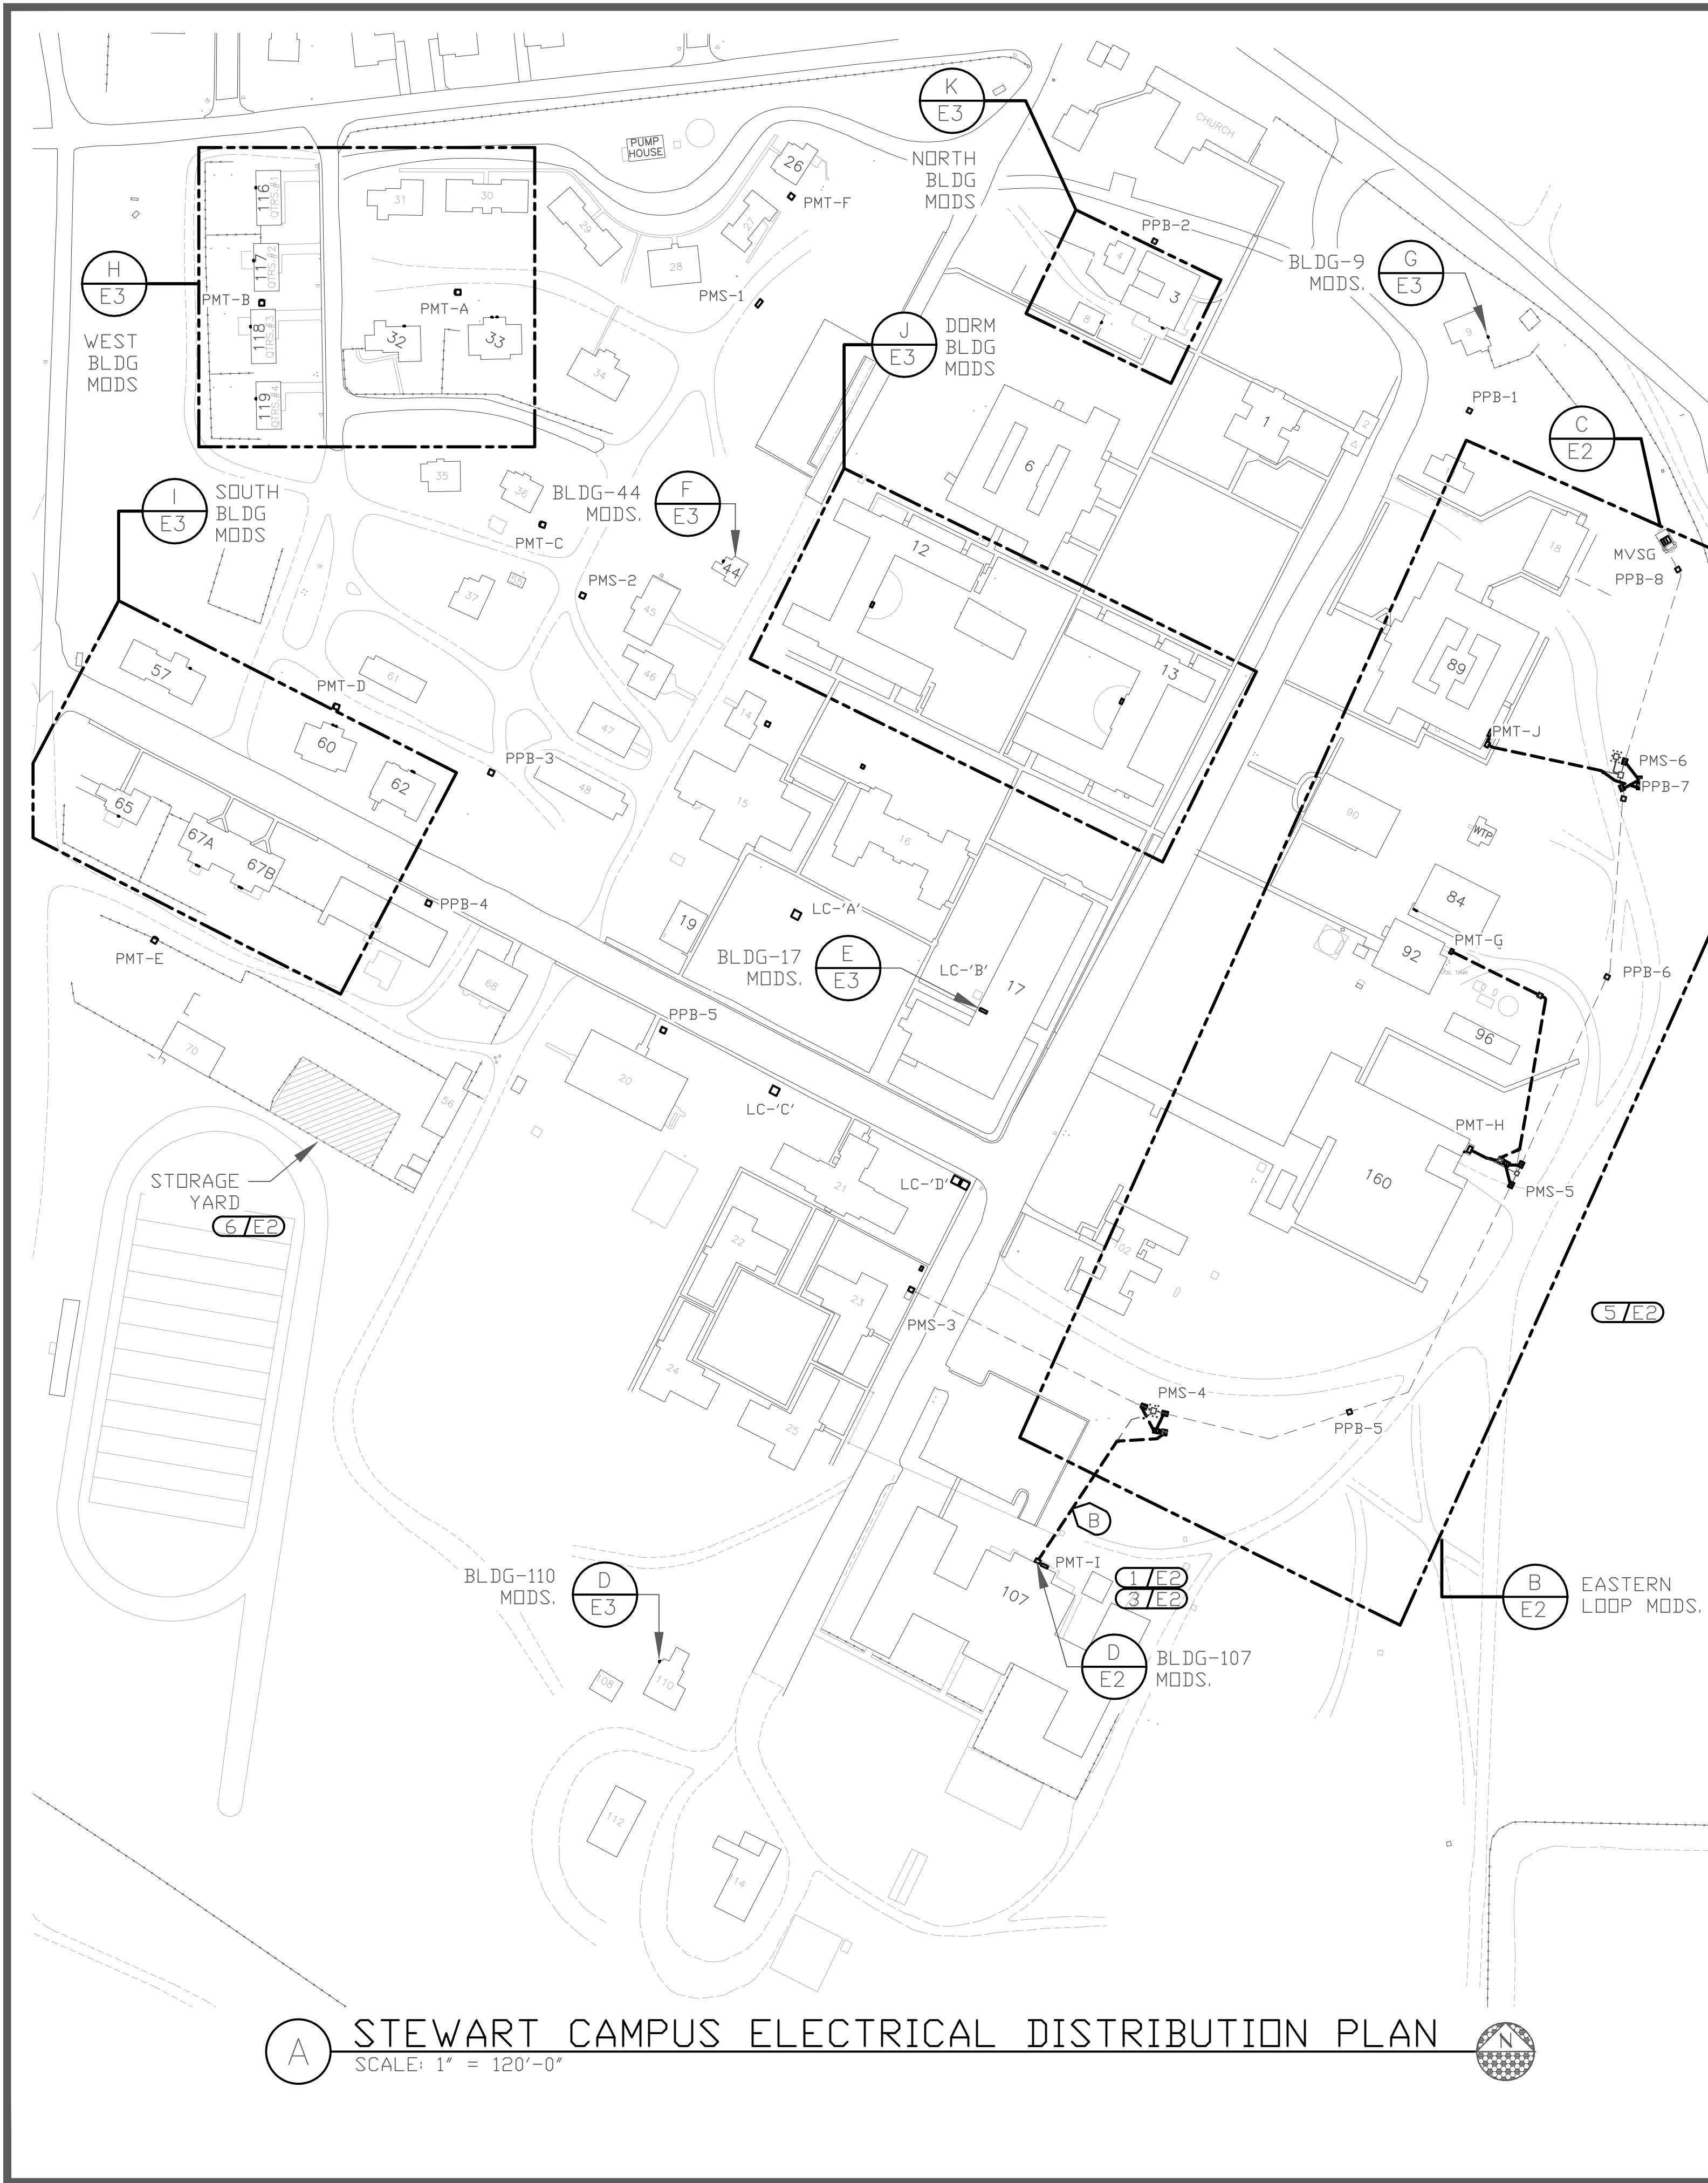 K
E3
NORTH
BLDG
MODS
CHURCH
PUMP
HOUSE
26
PMT-F
27
28
29
30
31
116
QTRS.#1
117
QTRS.#2
118
QTRS.#3
119
QTRS.#4
H
E3
WEST
BLDG
MODS
PMT-B
PMT-A
32
33
34
PMS-1
PPB-2
4
3
8
BLDG-9
MODS.
G
E3
9
PPB-1
J
E3
DORM
BLDG
MODS
C
E2
1
2
6
35
36
PMT-C
I
E3
SOUTH
BLDG
MODS
BLDG-44
MODS.
F
E3
44
12
18
MVSG
PPB-8
37
55
PMS-2
45
46
13
89
57
PMT-D
61
60
62
47
14
PMT-J
PMS-6
PPB-7
PPB-3
48
15
16
90
WTP
65
67A
67B
PPB-4
19
LC-'A'
84
PMT-G
92
OIL TANK
PPB-6
PMT-E
68
BLDG-17
MODS.
E
E3
LC-'B'
17
96
70
PPB-5
20
56
LC-'C'
STORAGE
YARD
6/E2
21
LC-'D'
PMT-H
160
PMS-5
22
23
24
25
102
PMS-3
5/E2
PMS-4
PPB-5
B
PMT-I
107
1/E2
3/E2
BLDG-110
MODS.
D
E3
B
E2
EASTERN
LOOP MODS.
D
E2
BLDG-107
MODS.
108
110
112
114
A
STEWART CAMPUS ELECTRICAL DISTRIBUTION PLAN
SCALE: 1" = 120'-0"
N